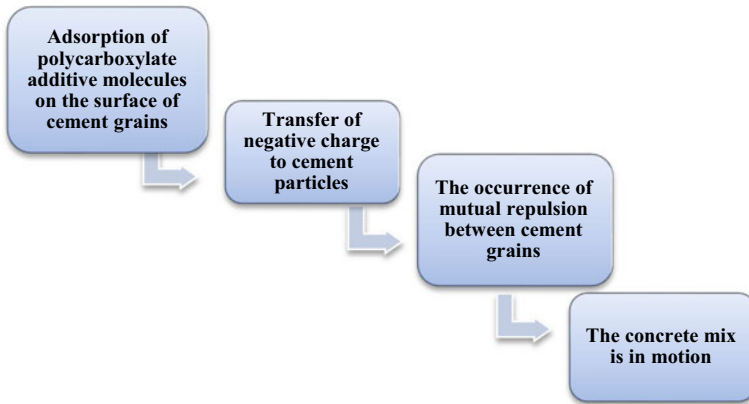 Adsorption of
polycarboxylate
additive molecules
on the surface of
cement grains
Transfer of
negative charge
to cement
particles
The occurrence of
mutual repulsion
between cement
grains
The concrete mix
is in motion